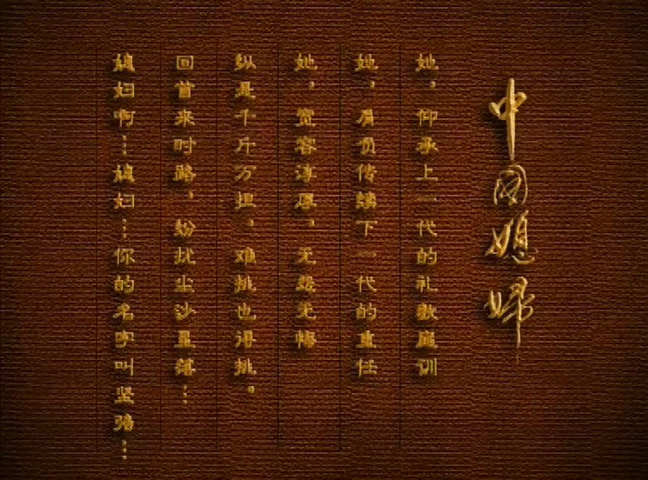 中国媳婦
她，仰承上一代的礼教庭训
她，肩负传续下一代的重任
她，宽容淳厚，无怨无悔
纵是千斤万担，难挑也得挑。
回首来时路，纷扰尘沙显落…
媳妇啊…媳妇…你的名字叫坚强…